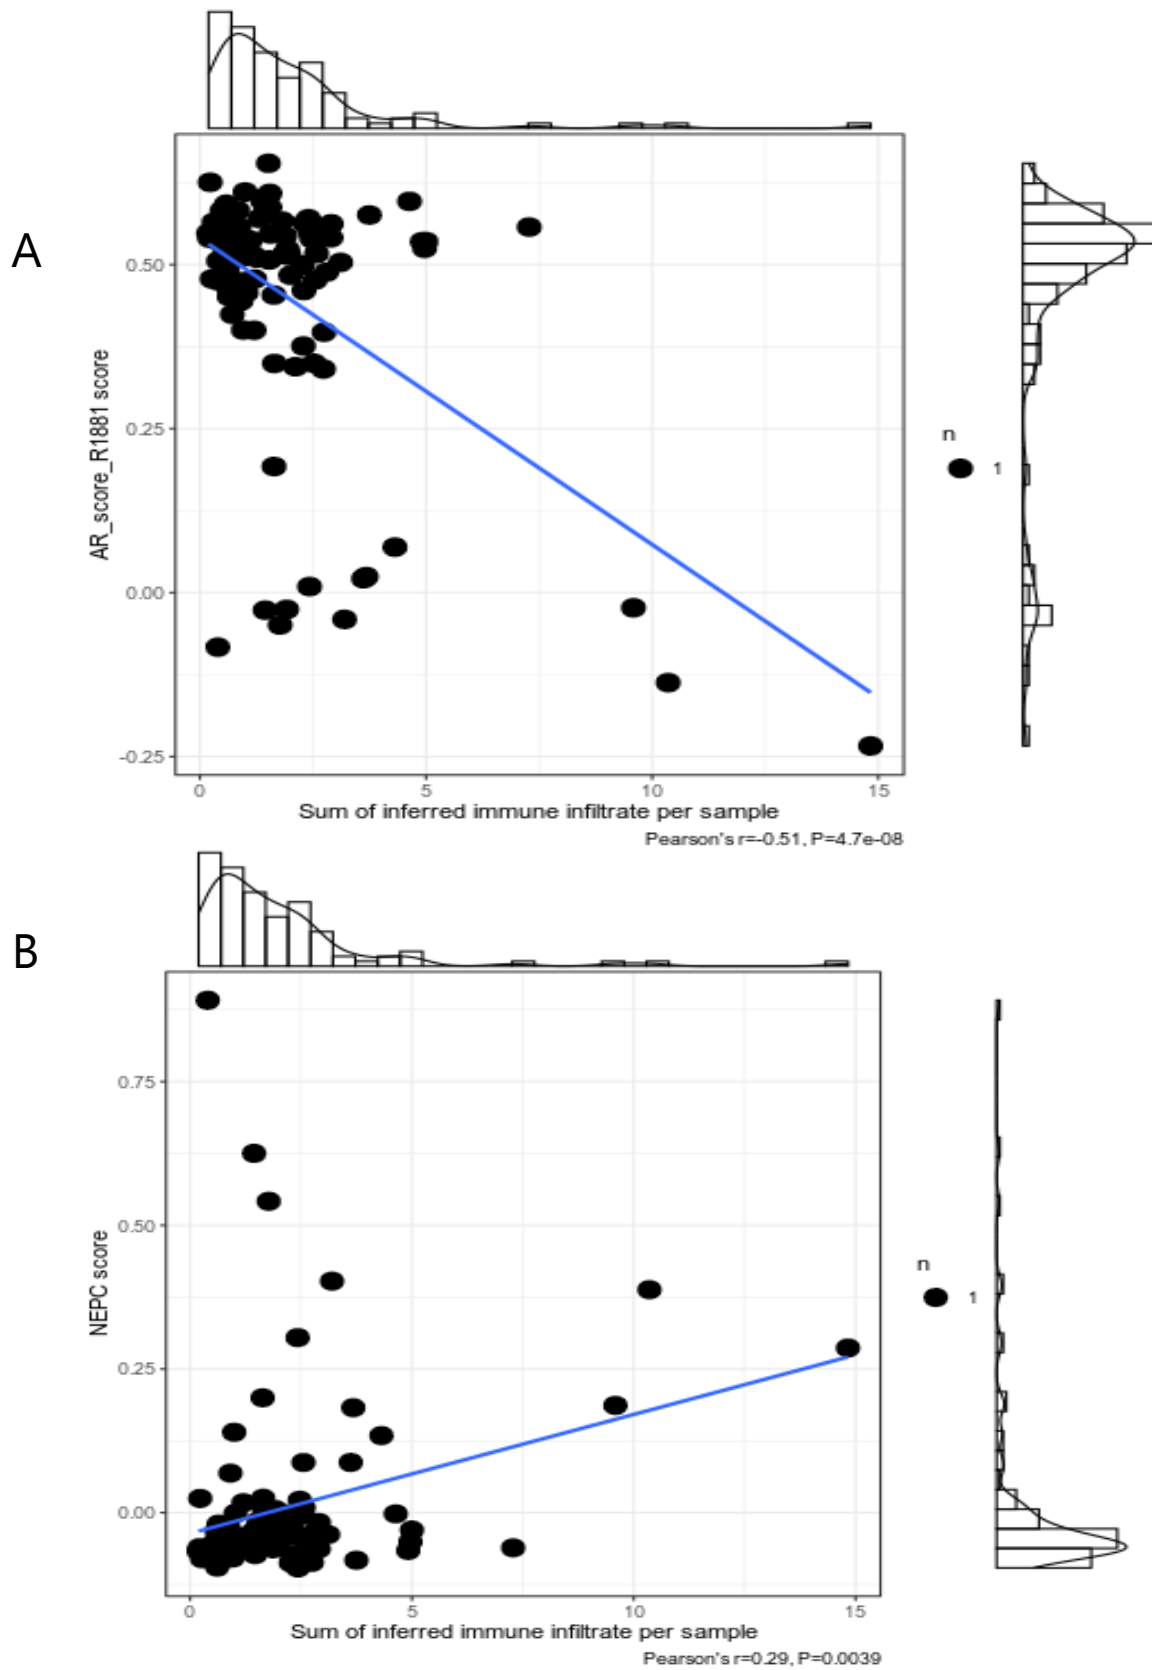 A
AR_score_R1881 score
0.50
0.25
0.00
-0.25
0
5
10
15
Sum of inferred immune infiltrate per sample
Pearson's r=-0.51, P=4.7e-08
n
1
B
NEPC score
0.75
0.50
0.25
0.00
0
5
10
15
Sum of inferred immune infiltrate per sample
Pearson's r=0.29, P=0.0039
n
1